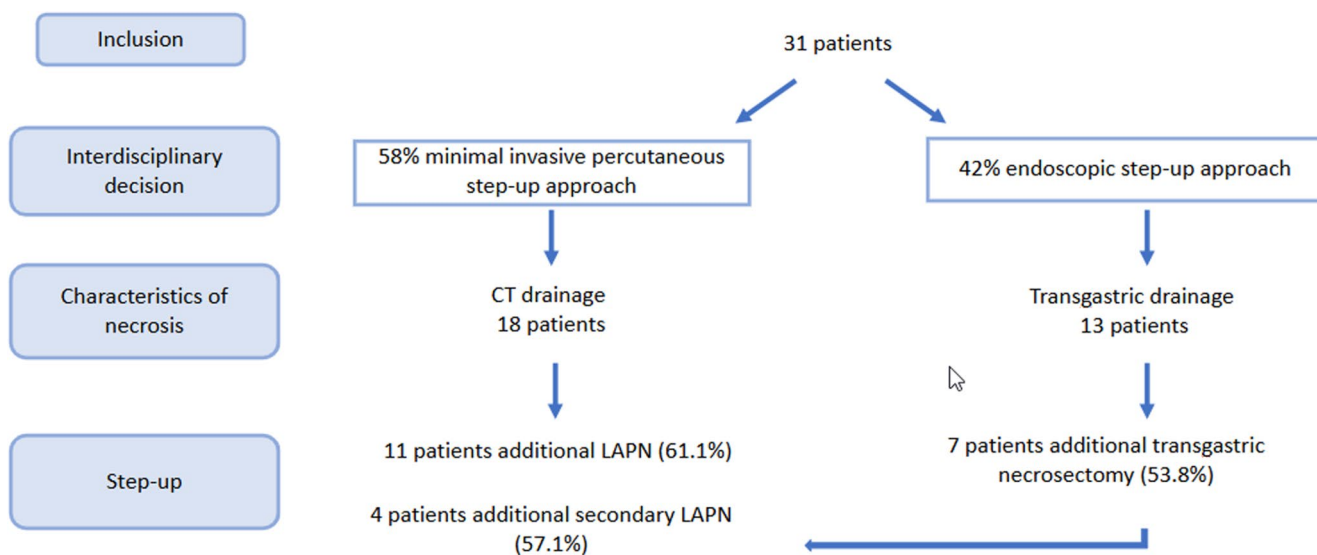 Inclusion
31 patients
Interdisciplinary
decision
58% minimal invasive percutaneous
step-up approach
42% endoscopic step-up approach
Characteristics of
necrosis
CT drainage
18 patients
Transgastric drainage
13 patients
Step-up
11 patients additional LAPN (61.1%)
7 patients additional transgastric
necrosectomy (53.8%)
4 patients additional secondary LAPN
(57.1%)